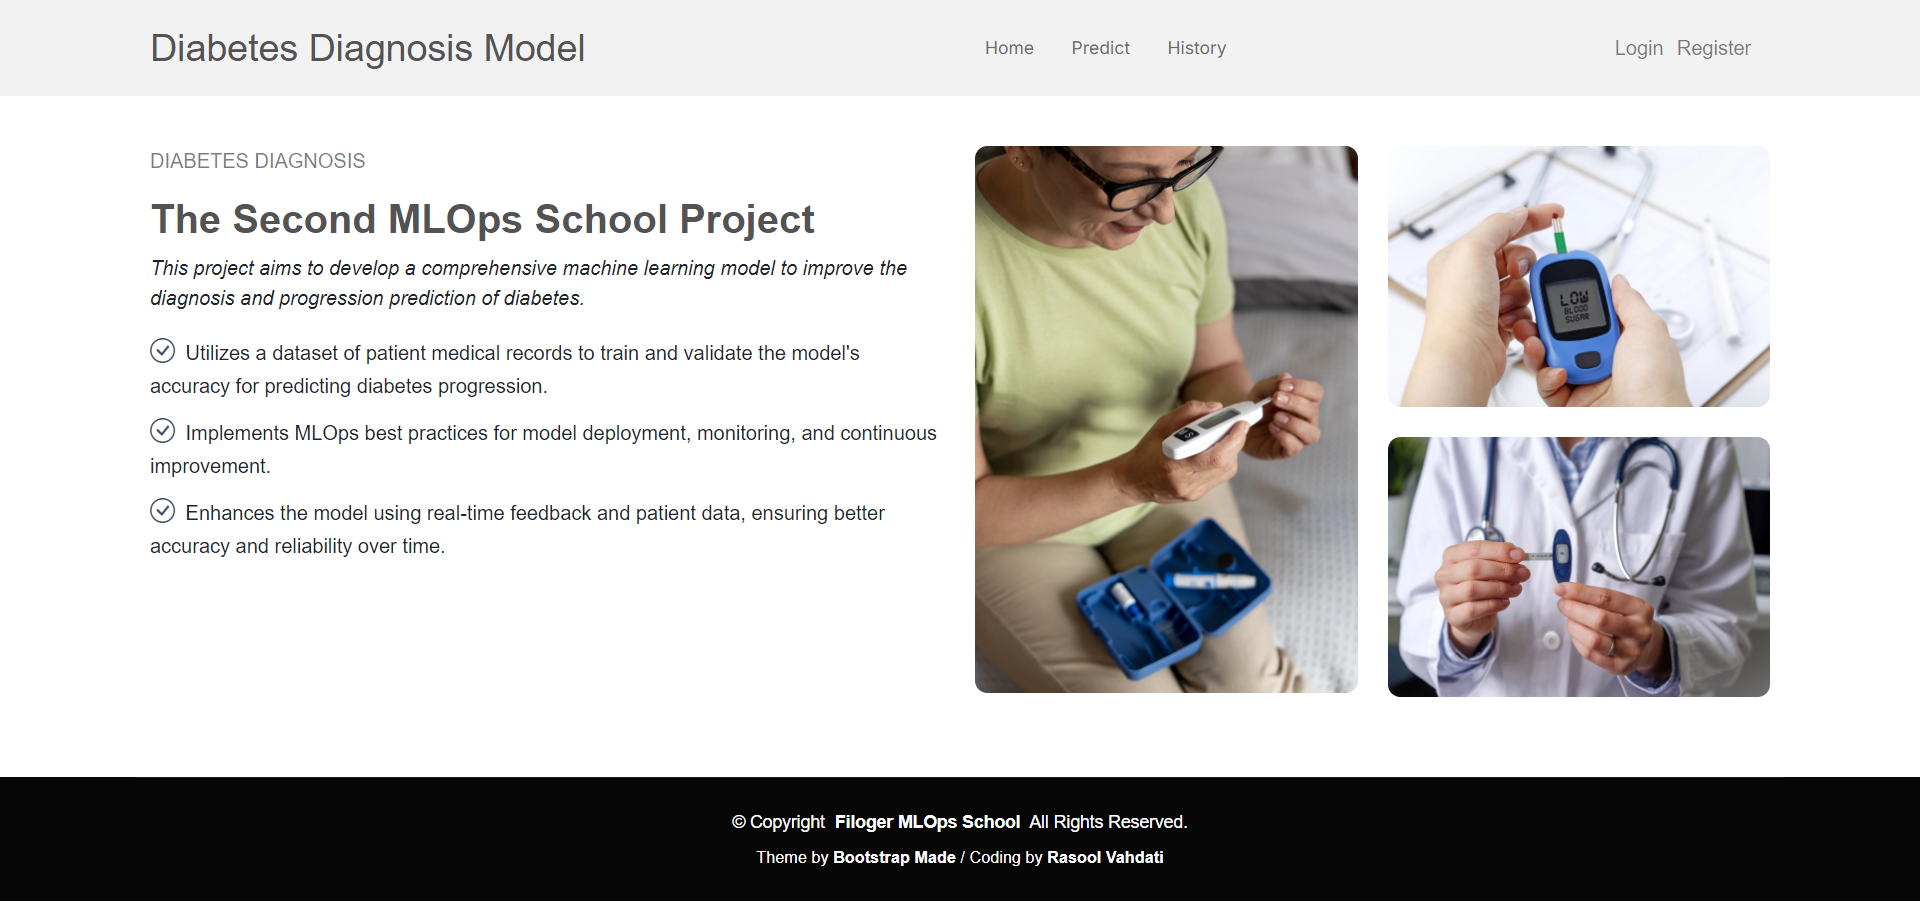 Diabetes Diagnosis Model
Home Predict History
Login Register
DIABETES DIAGNOSIS
The Second MLOps School Project
This project aims to develop a comprehensive machine learning model to improve the
diagnosis and progression prediction of diabetes.
Utilizes a dataset of patient medical records to train and validate the model's
accuracy for predicting diabetes progression.
Implements MLOps best practices for model deployment, monitoring, and continuous
improvement.
Enhances the model using real-time feedback and patient data, ensuring better
accuracy and reliability over time.
LOW
BLOOD
SUGAR
© Copyright Filoger MLOps School All Rights Reserved.
Theme by Bootstrap Made / Coding by Rasool Vahdati